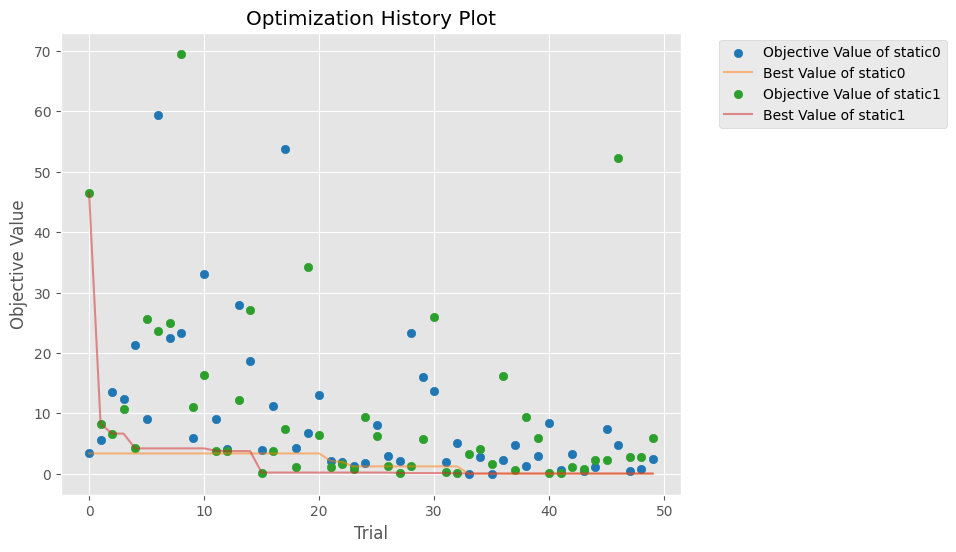 Optimization History Plot
Objective Value of static0
Best Value of static0
Objective Value of static1
Best Value of static1
Objective Value
70
60
50
40
30
20
10
0
0 10 20 30 40 50
Trial